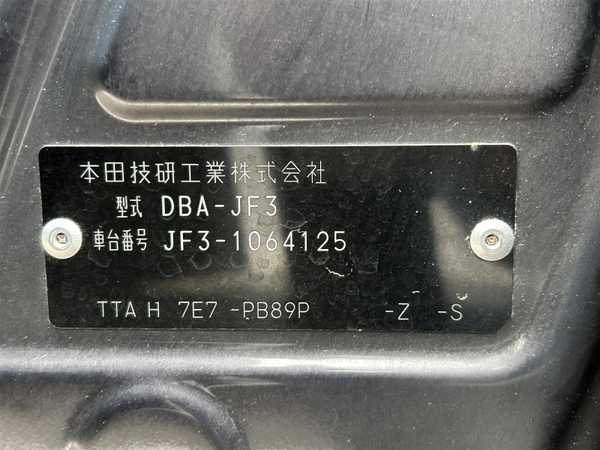 本田技研工業株式会社
型式 DBA-JF3
車台番号 JF3-1064125
TTA H 7E7 -PB89P -Z -S